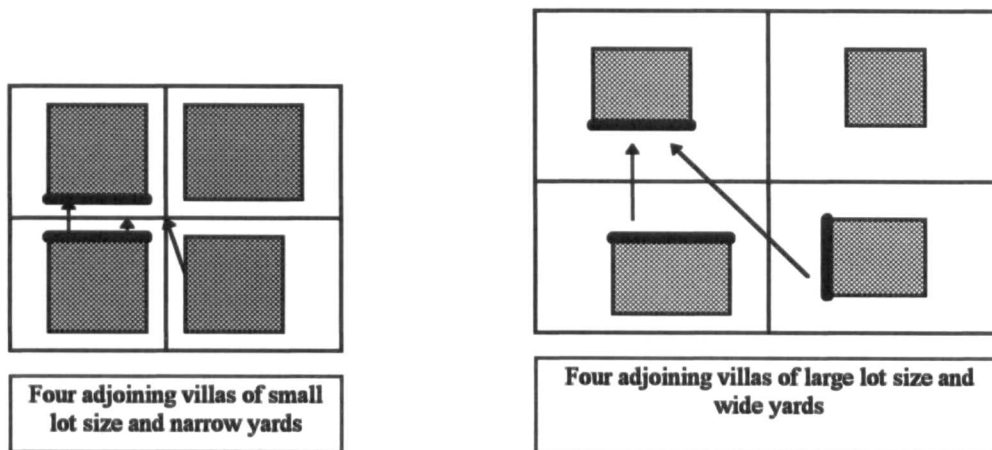 Four adjoining villas of small
lot size and narrow yards
Four adjoining villas of large lot size and
wide yards